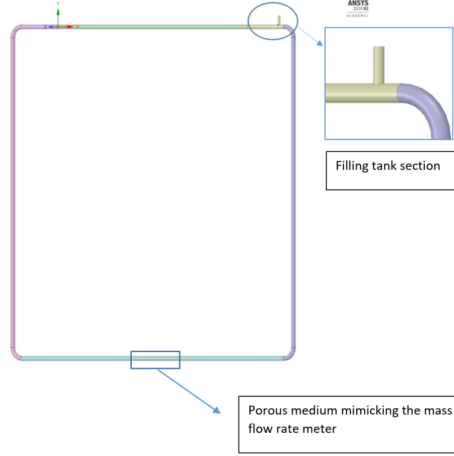 ANSYS
2019 R2
ACADEMIC
Filling tank section
Porous medium mimicking the mass
flow rate meter